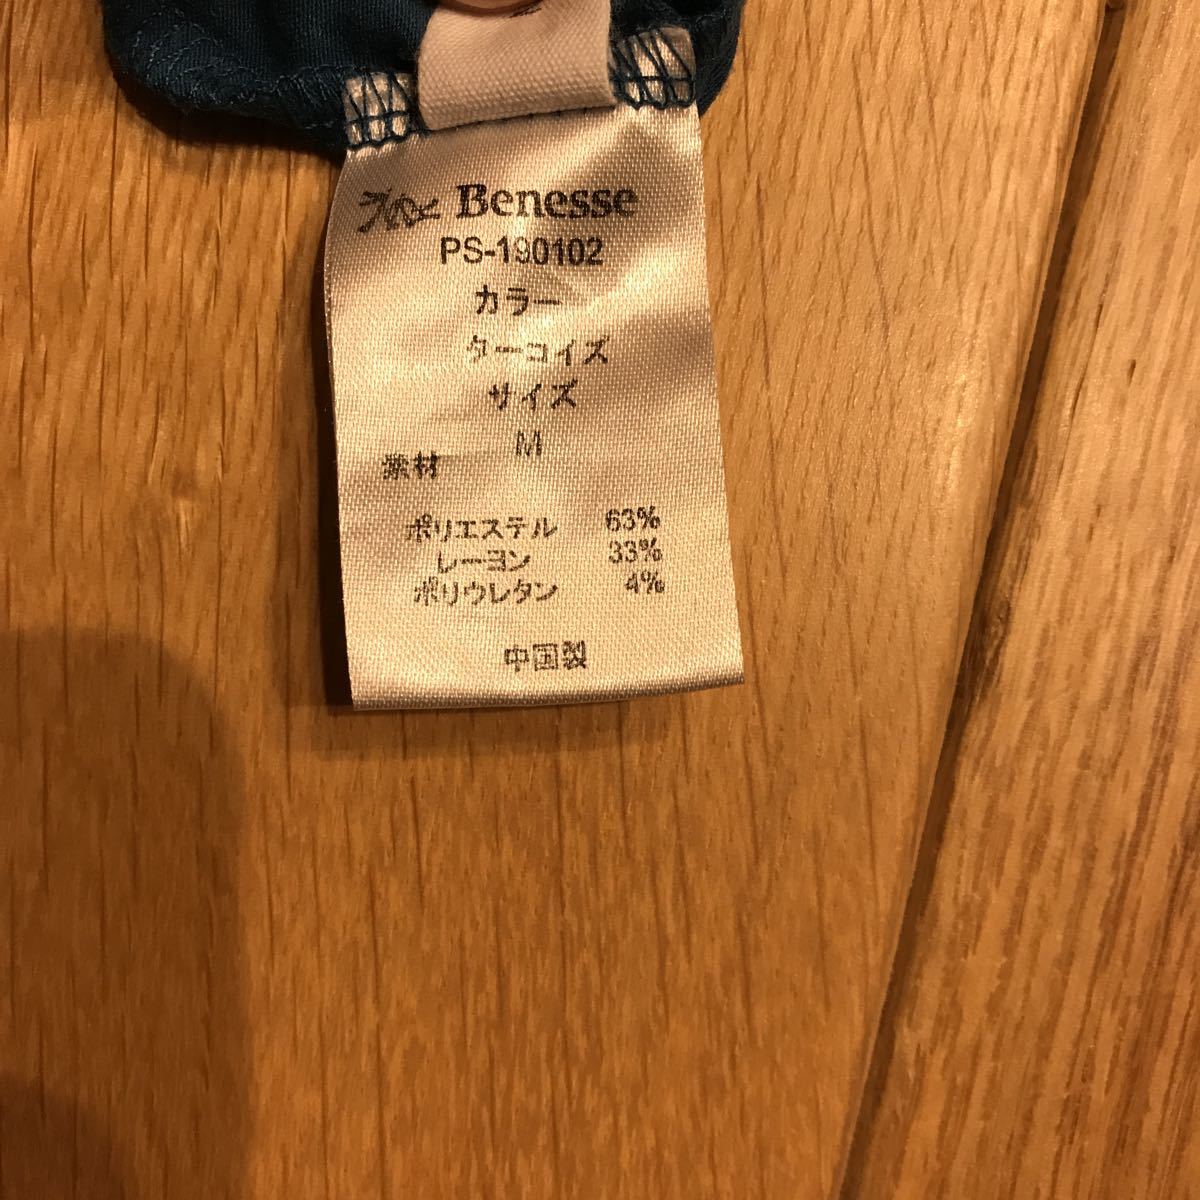 Benesse
PS-190102
カラー
ターコイズ
サイズ
M
素材
ポリエステル 63%
レーヨン 33%
ポリウレタン 4%
中国製